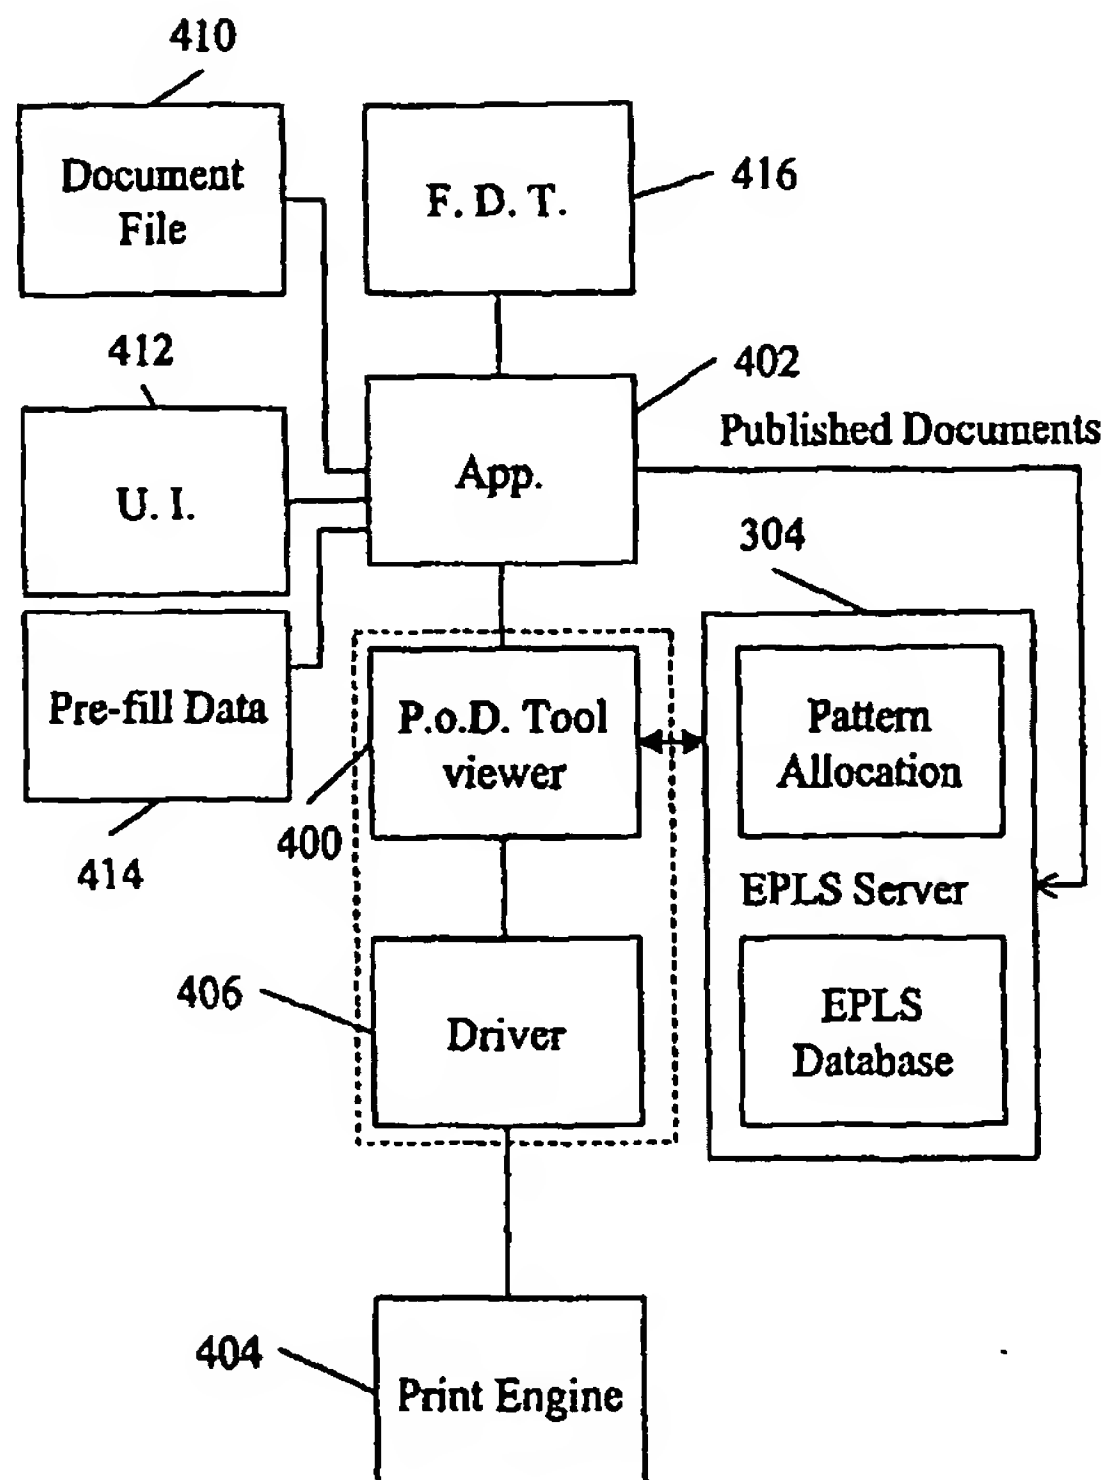 410
Document
File
F. D. T.
416
412
U. I.
402
App.
Published Documents
304
Pre-fill Data
414
P.o.D. Tool
viewer
400
Pattern
Allocation
EPLS Server
406
Driver
EPLS
Database
404
Print Engine